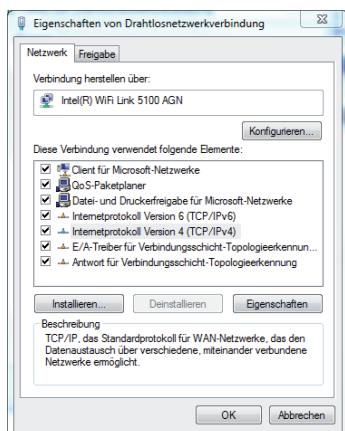 Eigenschaften von Drahtlosnetzwerkverbindung
Netzwerk Freigabe
Verbindung herstellen über:
Intel(R) WiFi Link 5100 AGN
Konfigurieren...
Diese Verbindung verwendet folgende Elemente:
Client für Microsoft-Netzwerke
QoS-Paketplaner
Datei- und Druckerfreigabe für Microsoft-Netzwerke
Internetprotokoll Version 6 (TCP/IPv6)
Internetprotokoll Version 4 (TCP/IPv4)
E/A-Treiber für Verbindungsschicht-Topologieerkennun...
Antwort für Verbindungsschicht-Topologieerkennung
Installieren... Deinstallieren Eigenschaften
Beschreibung
TCP/IP, das Standardprotokoll für WAN-Netzwerke, das den
Datenaustausch über verschiedene, miteinander verbundene
Netzwerke ermöglicht.
OK Abbrechen